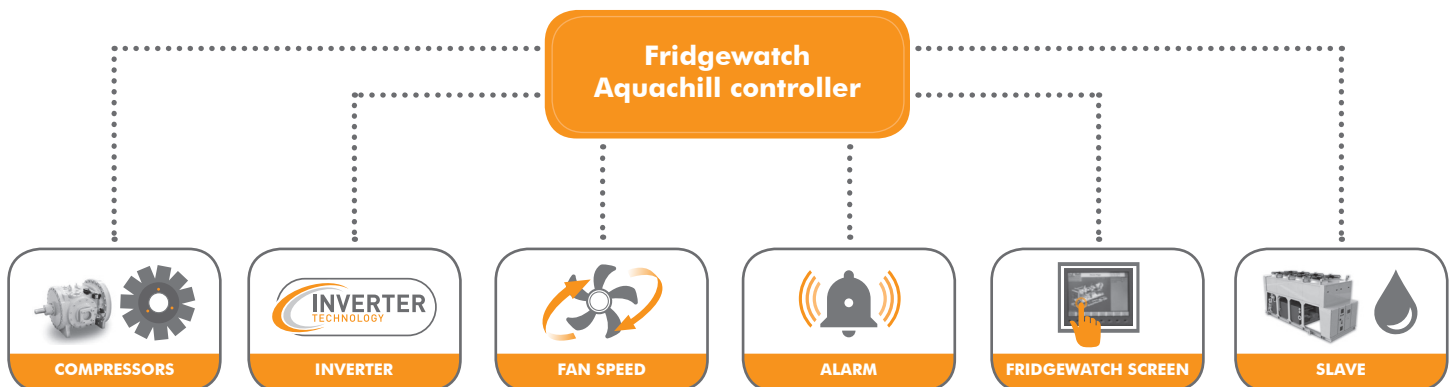 Fridgewatch
Aquachill controller
INVERTER
TECHNOLOGY
COMPRESSORS
INVERTER
FAN SPEED
ALARM
FRIDGEWATCH SCREEN
SLAVE